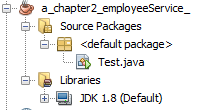 a_chapter2_employeeService_
Source Packages
<default package>
Test.java
Libraries
JDK 1.8 (Default)